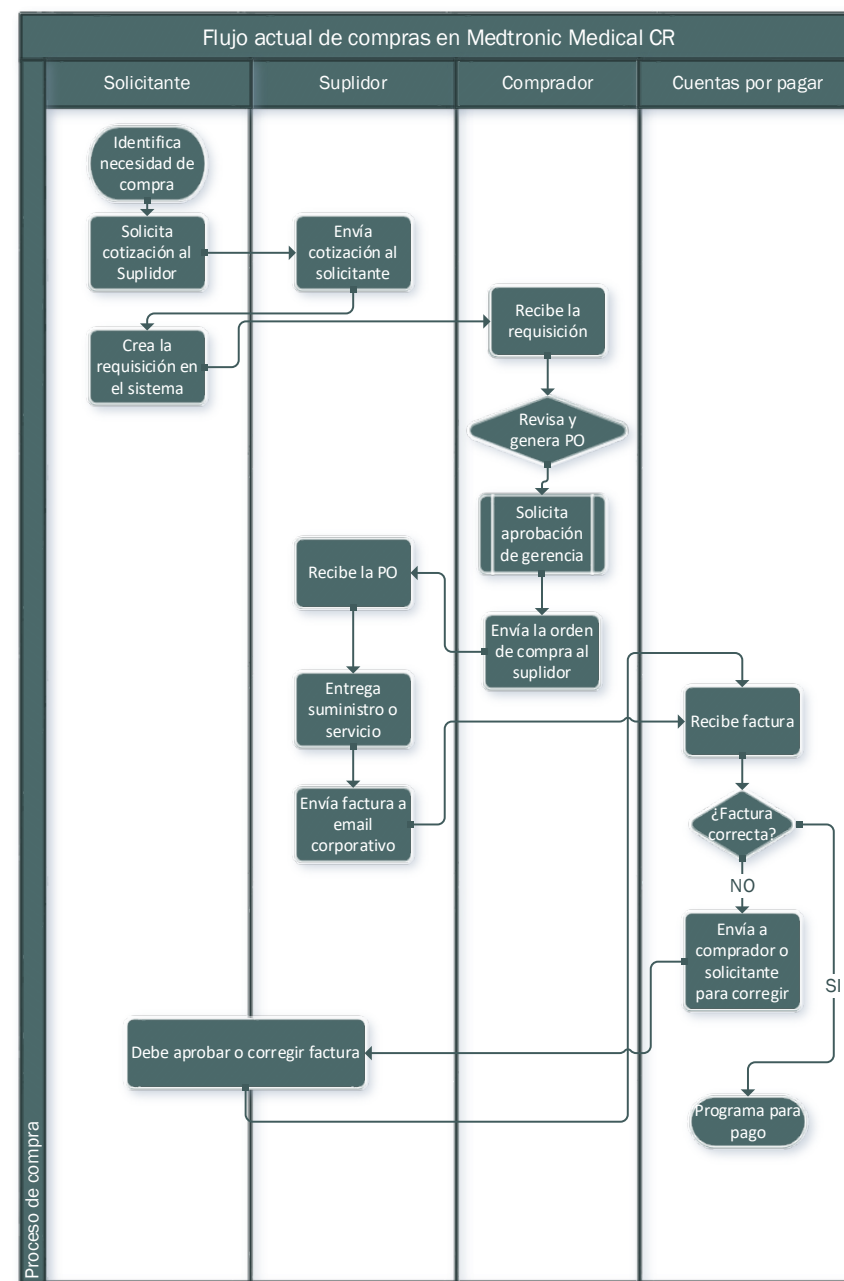 Flujo actual de compras en Medtronic Medical CR
Solicitante
Suplidor
Comprador
Cuentas por pagar
Identifica
necesidad de
compra
Solicita
cotización al
Suplidor
Envía
cotización al
solicitante
Crea la
requisición en
el sistema
Recibe la
requisición
Revisa y
genera PO
Solicita
aprobación
de gerencia
Envía la orden
de compra al
suplidor
Recibe la PO
Entrega
suministro o
servicio
Envía factura a
email
corporativo
Recibe factura
¿Factura
correcta?
NO
Envía a
comprador o
solicitante
para corregir
SI
Debe aprobar o corregir factura
Programa para
pago
Proceso de compra